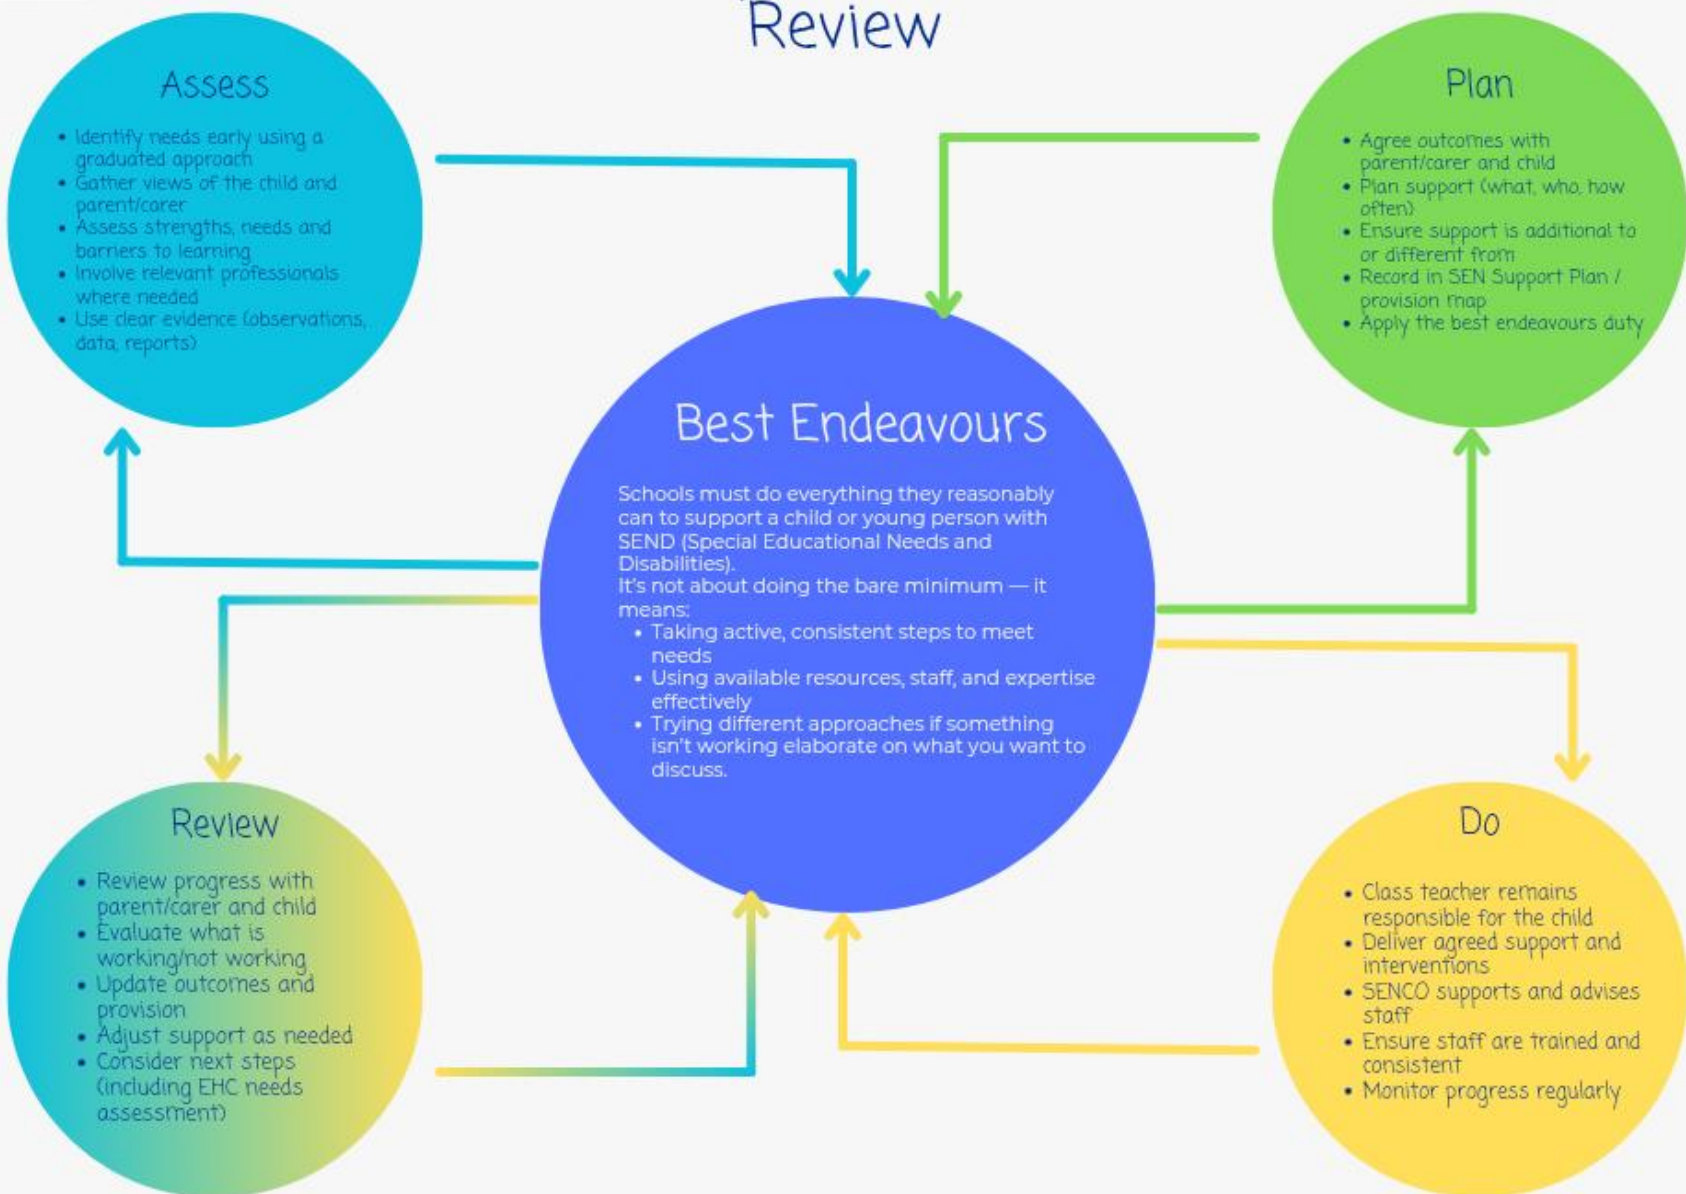 Review
Assess
• Identify needs early using a
graduated approach
• Gather views of the child and
parent/carer
• Assess strengths, needs and
barriers to learning
• Involve relevant professionals
where needed
• Use clear evidence (observations,
data, reports)
Plan
• Agree outcomes with
parent/carer and child
• Plan support (what, who, how
often)
• Ensure support is additional to
or different from
• Record in SEN Support Plan /
provision map
• Apply the best endeavours duty
Best Endeavours
Schools must do everything they reasonably
can to support a child or young person with
SEND (Special Educational Needs and
Disabilities).
It's not about doing the bare minimum — it
means:
• Taking active, consistent steps to meet
needs
• Using available resources, staff, and expertise
effectively
• Trying different approaches if something
isn't working elaborate on what you want to
discuss.
Review
• Review progress with
parent/carer and child
• Evaluate what is
working/not working
• Update outcomes and
provision
• Adjust support as needed
• Consider next steps
(including EHC needs
assessment)
Do
• Class teacher remains
responsible for the child
• Deliver agreed support and
interventions
• SENCO supports and advises
staff
• Ensure staff are trained and
consistent
• Monitor progress regularly